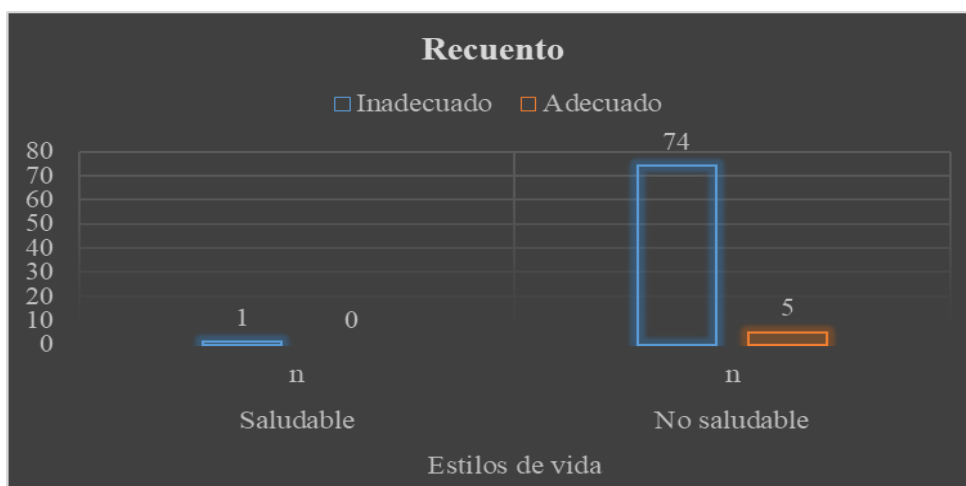 Recuento
Inadecuado Adecuado
80
70
60
50
40
30
20
10
0
1
0
74
5
n
n
Saludable
No saludable
Estilos de vida